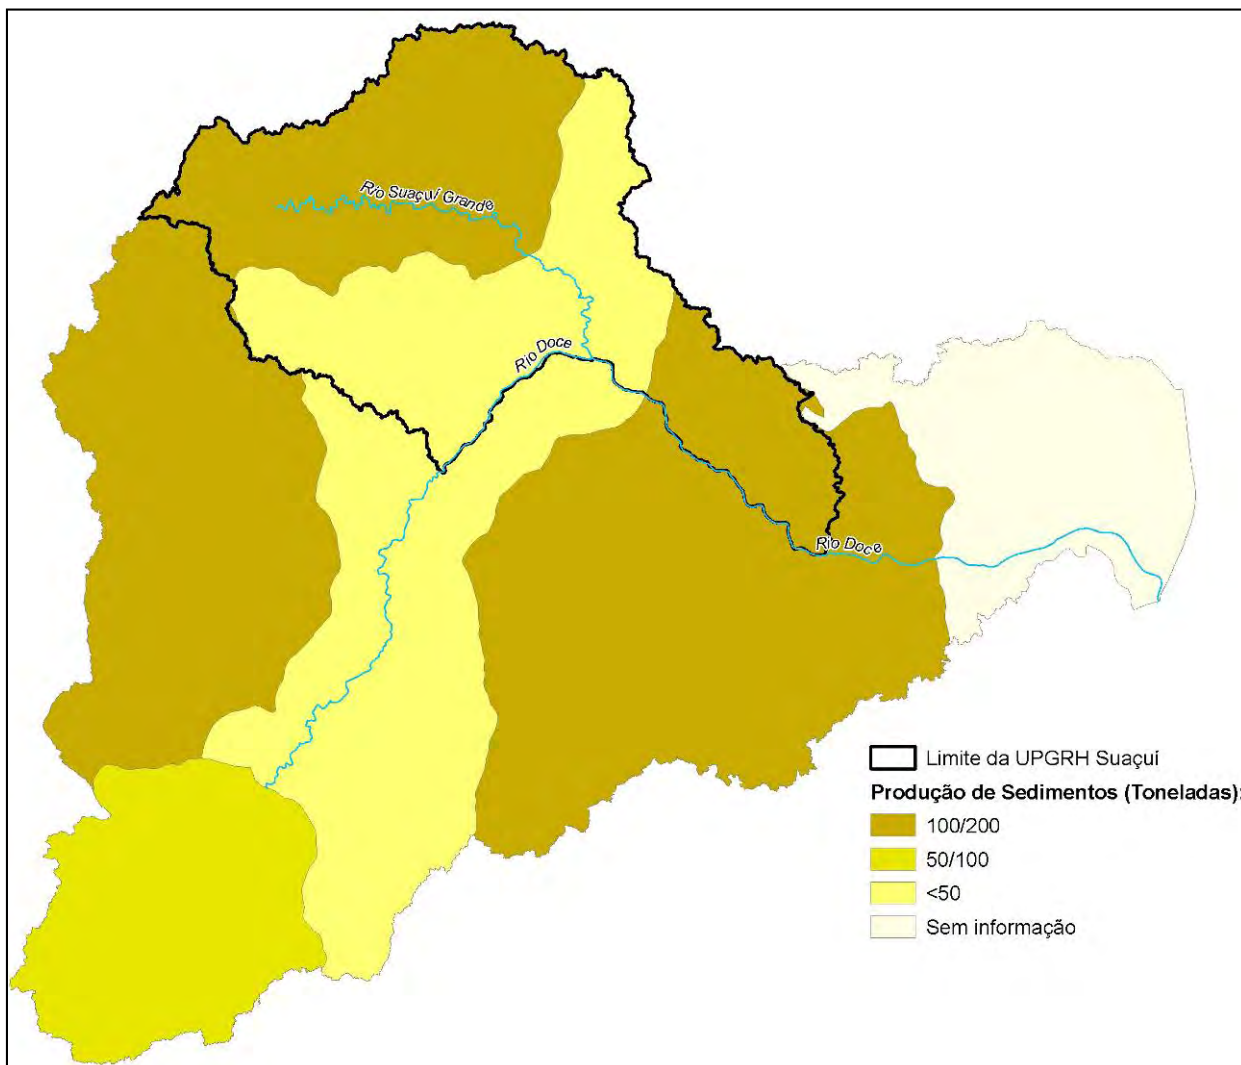 Rio Suaçuí Grande
Rio Doce
Rio Doce
Limite da UPGRH Suaçuí
Produção de Sedimentos (Toneladas):
100/200
50/100
<50
Sem informação